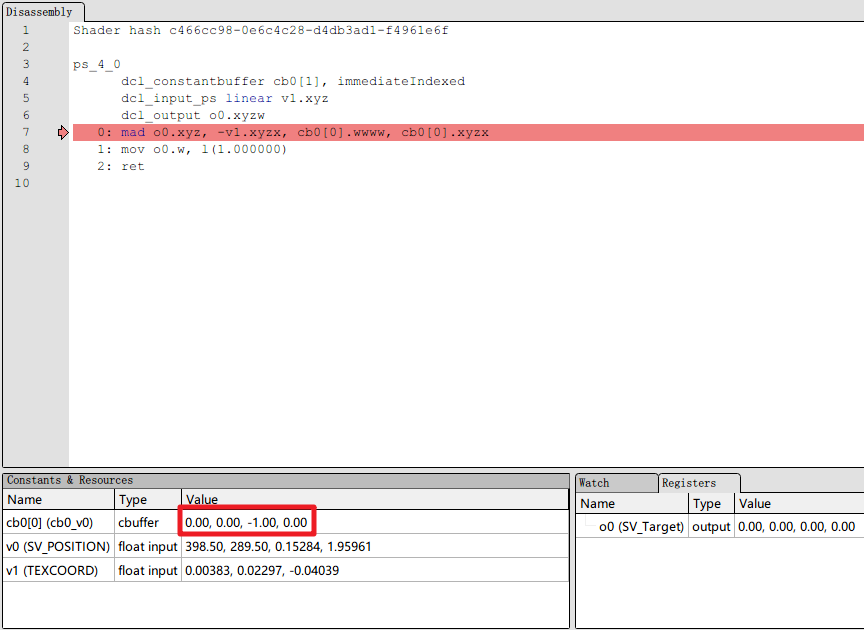 Disassembly
1 Shader hash c466cc98-0e6c4c28-d4db3ad1-f4961e6f
2
3 ps_4_0
4 dcl_constantbuffer cb0[1], immediateIndexed
5 dcl_input_ps linear v1.xyz
6 dcl_output o0.xyzw
7 0: mad o0.xyz, -v1.xyzx, cb0[0].wwww, cb0[0].xyzx
8 1: mov o0.w, l(1.000000)
9 2: ret
10
Constants & Resources
Name Type Value
cb0[0] (cb0_v0) cbuffer 0.00, 0.00, -1.00, 0.00
v0 (SV_POSITION) float input 398.50, 289.50, 0.15284, 1.95961
v1 (TEXCOORD) float input 0.00383, 0.02297, -0.04039
Watch Registers
Name Type Value
o0 (SV_Target) output 0.00, 0.00, 0.00, 0.00